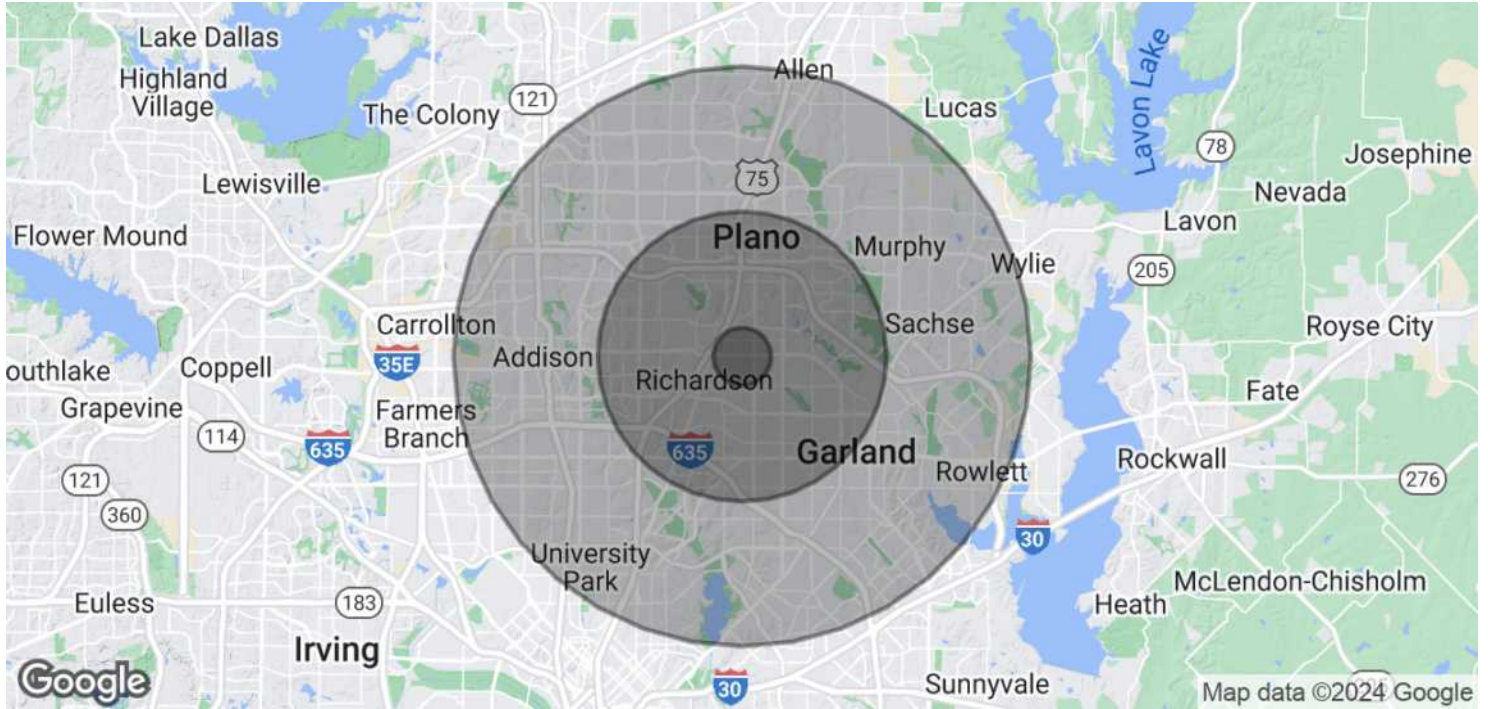 Lake Dallas
Highland
Village
The Colony
121
Allen
Lucas
Lavon Lake
78
Josephine
Lewisville
75
Nevada
Lavon
Flower Mound
Plano
Murphy
Wylie
205
Carrollton
Sachse
Royse City
35E
Addison
outhlake
Coppell
Richardson
Fate
Grapevine
Farmers
Branch
114
635
635
Garland
Rowlett
Rockwall
276
121
360
30
University
Park
McLendon-Chisholm
Euless
183
Heath
Irving
Google
30
Sunnyvale
Map data ©2024 Google